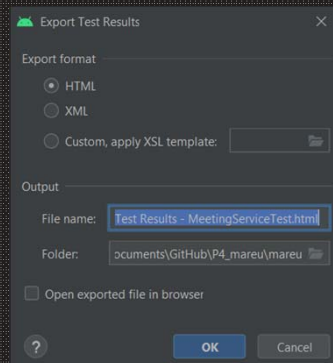 Export Test Results
Export format
HTML
XML
Custom, apply XSL template:
Output
File name: Test Results - MeetingServiceTest.html
Folder: ocuments\GitHub\P4_mareu\mareu
Open exported file in browser
? OK Cancel